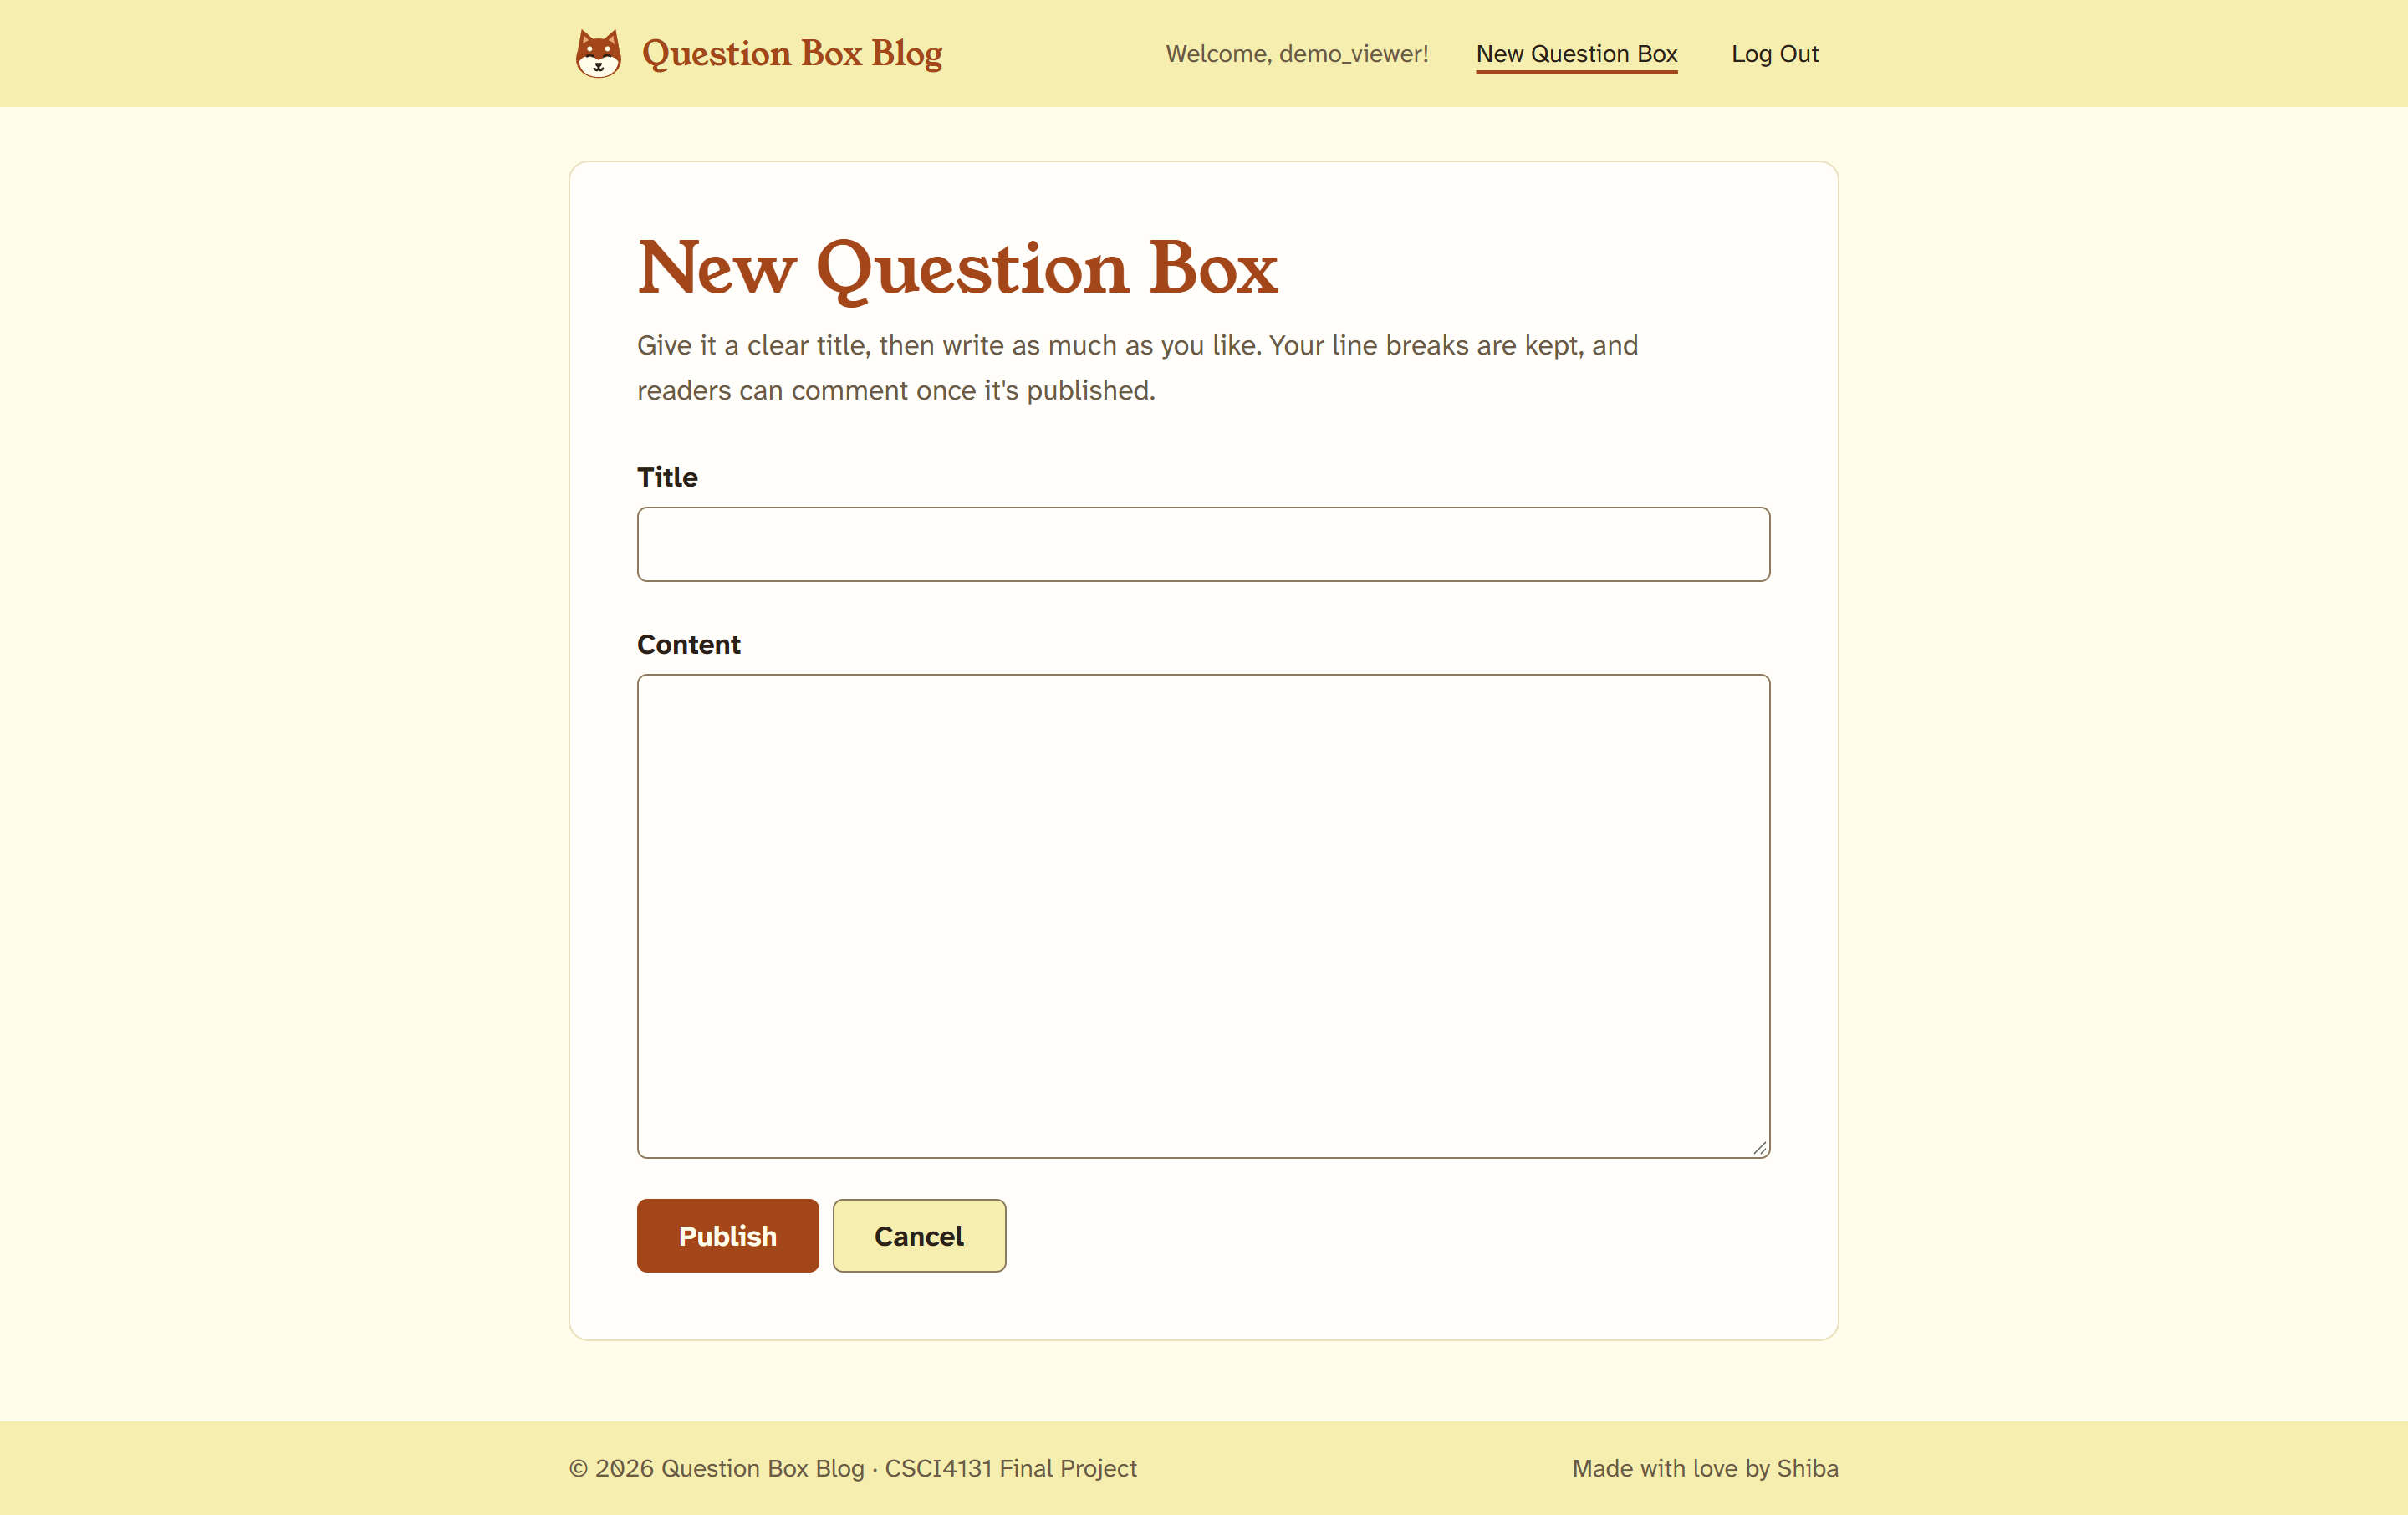 Question Box Blog
Welcome, demo_viewer!
New Question Box
Log Out
New Question Box
Give it a clear title, then write as much as you like. Your line breaks are kept, and
readers can comment once it's published.
Title
Content
Publish
Cancel
© 2026 Question Box Blog · CSCI4131 Final Project
Made with love by Shiba